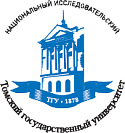 НАЦИОНАЛЬНЫЙ ИССЛЕДОВАТЕЛЬСКИЙ
ТГУ • 1878
Томский государственный университет